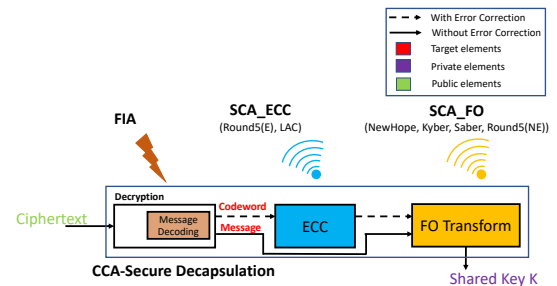 With Error Correction
Without Error Correction
Target elements
Private elements
Public elements
FIA
SCA_ECC
(Round5(E), LAC)
SCA_FO
(NewHope, Kyber, Saber, Round5(NE))
Decryption
Ciphertext
Message
Decoding
Codeword
Message
ECC
FO Transform
CCA-Secure Decapsulation
Shared Key K